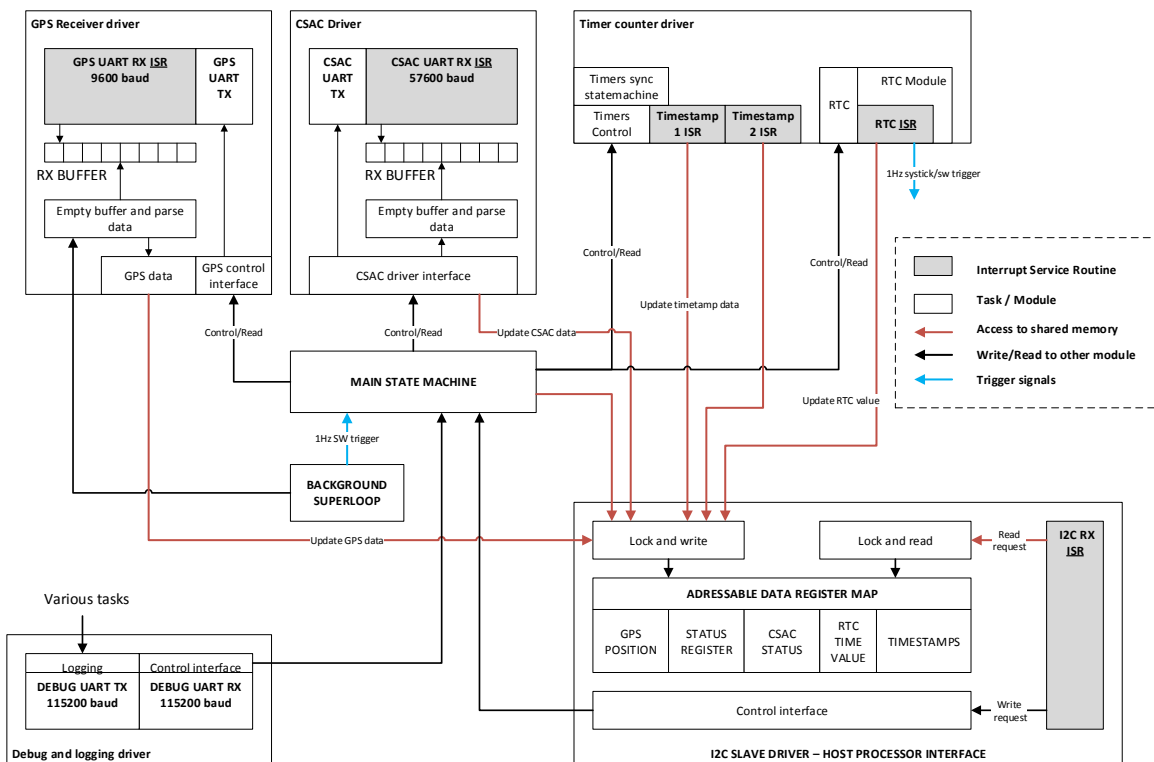 GPS Receiver driver
GPS UART RX ISR
9600 baud
GPS
UART
TX
RX BUFFER
Empty buffer and parse
data
GPS data
GPS control
interface
CSAC Driver
CSAC
UART
TX
CSAC UART RX ISR
57600 baud
RX BUFFER
Empty buffer and parse
data
CSAC driver interface
Timer counter driver
Timers sync
statemachine
Timers
Control
Timestamp
1 ISR
Timestamp
2 ISR
RTC
RTC Module
RTC ISR
1Hz systick/sw trigger
Control/Read
Control/Read
Control/Read
Control/Read
Update timestamp data
Update CSAC data
Update RTC value
Interrupt Service Routine
Task / Module
Access to shared memory
Write/Read to other module
Trigger signals
MAIN STATE MACHINE
1Hz SW trigger
BACKGROUND
SUPERLOOP
Update GPS data
Lock and write
Lock and read
Read
request
I2C RX
ISR
ADRESSABLE DATA REGISTER MAP
GPS
POSITION
STATUS
REGISTER
CSAC
STATUS
RTC
TIME
VALUE
TIMESTAMPS
Control interface
Write
request
I2C SLAVE DRIVER – HOST PROCESSOR INTERFACE
Various tasks
Logging
Control interface
DEBUG UART TX
115200 baud
DEBUG UART RX
115200 baud
Debug and logging driver